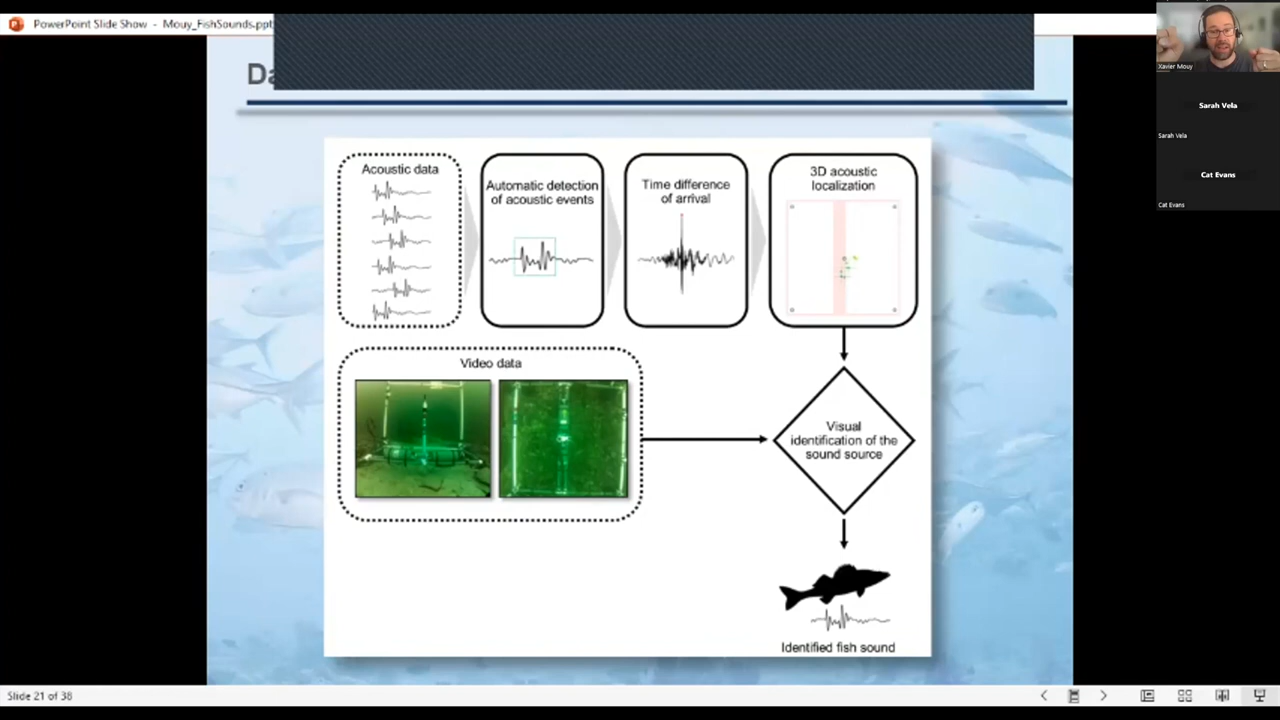 PowerPoint Slide Show - Mouy_FishSounds.ppt
Xavier Mouy
Da
Sarah Vela
Sarah Vela
Cat Evans
Cat Evans
Acoustic data
Automatic detection
of acoustic events
Time difference
of arrival
3D acoustic
localization
Video data
Visual
identification of the
sound source
Identified fish sound
Slide 21 of 38